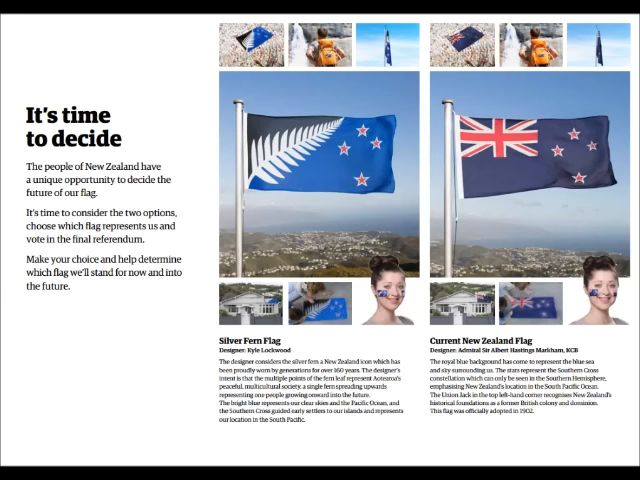 It's time
to decide
The people of New Zealand have
a unique opportunity to decide the
future of our flag.
It's time to consider the two options,
choose which flag represents us and
vote in the final referendum.
Make your choice and help determine
which flag we'll stand for now and into
the future.
Silver Fern Flag
Designer: Kyle Lockwood
The designer considers the silver fern a New Zealand icon which has
been proudly worn by generations for over 160 years. The designer's
intent is that the multiple points of the fern leaf represent Aotearoa's
peaceful, multicultural society, a single fern spreading upwards
representing one people growing onward into the future.
The bright blue represents our clear skies and the Pacific Ocean, and
the Southern Cross guided early settlers to our islands and represents
our location in the South Pacific.
Current New Zealand Flag
Designer: Admiral Sir Albert Hastings Markham, KCB
The royal blue background has come to represent the blue sea
and sky surrounding us. The stars represent the Southern Cross
constellation which can only be seen in the Southern Hemisphere,
emphasising New Zealand's location in the South Pacific Ocean.
The Union Jack in the top left-hand corner recognises New Zealand's
historical foundations as a former British colony and dominion.
This flag was officially adopted in 1902.